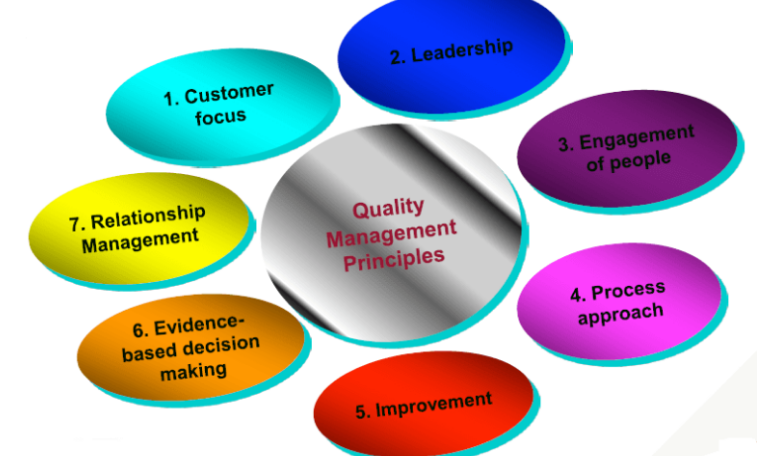 1. Customer
focus
2. Leadership
3. Engagement
of people
4. Process
approach
5. Improvement
6. Evidence-
based decision
making
7. Relationship
Management
Quality
Management
Principles